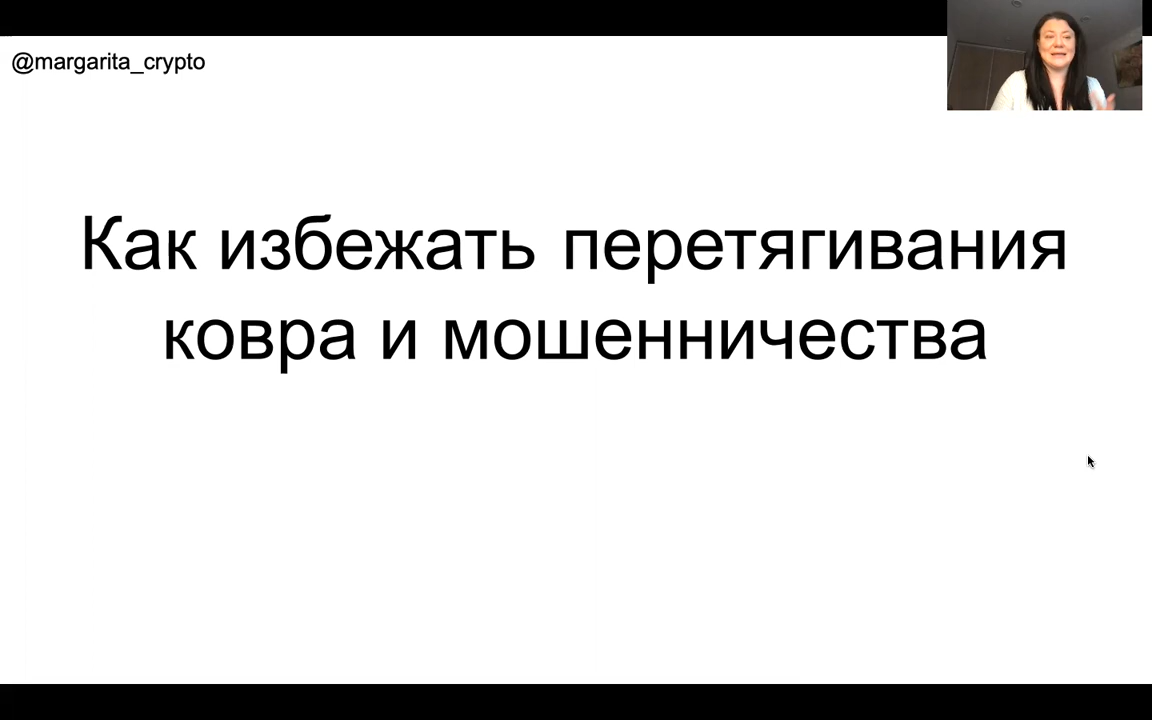 @margarita_crypto
Как избежать перетягивания
ковра и мошенничества